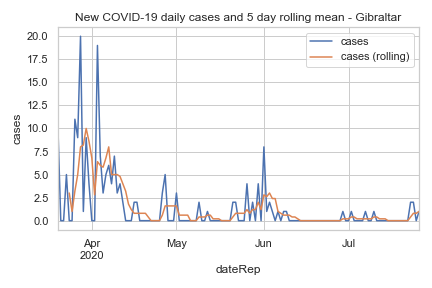 New COVID-19 daily cases and 5 day rolling mean - Gibraltar
cases
cases (rolling)
20.0
17.5
15.0
12.5
10.0
7.5
5.0
2.5
0.0
cases
Apr
2020
May
Jun
Jul
dateRep